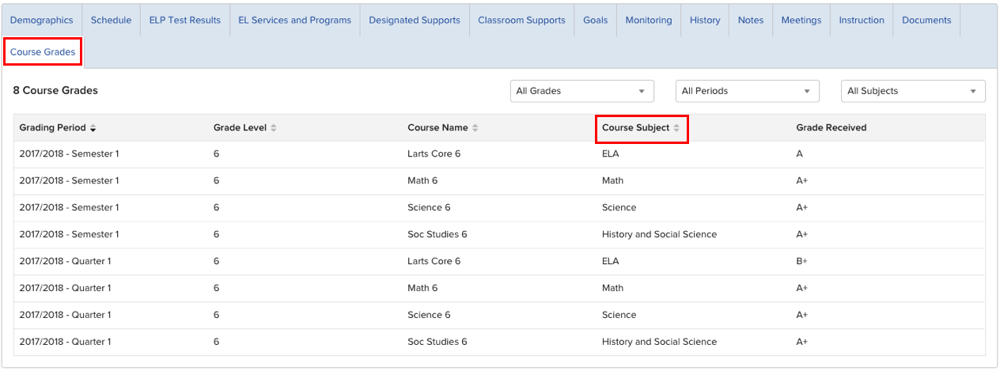 Demographics Schedule ELP Test Results EL Services and Programs Designated Supports Classroom Supports Goals Monitoring History Notes Meetings Instruction Documents
Course Grades
8 Course Grades All Grades All Periods All Subjects
Grading Period Grade Level Course Name Course Subject Grade Received
2017/2018 - Semester 1 6 Larts Core 6 ELA A
2017/2018 - Semester 1 6 Math 6 Math A+
2017/2018 - Semester 1 6 Science 6 Science A+
2017/2018 - Semester 1 6 Soc Studies 6 History and Social Science A+
2017/2018 - Quarter 1 6 Larts Core 6 ELA B+
2017/2018 - Quarter 1 6 Math 6 Math A+
2017/2018 - Quarter 1 6 Science 6 Science A+
2017/2018 - Quarter 1 6 Soc Studies 6 History and Social Science A+